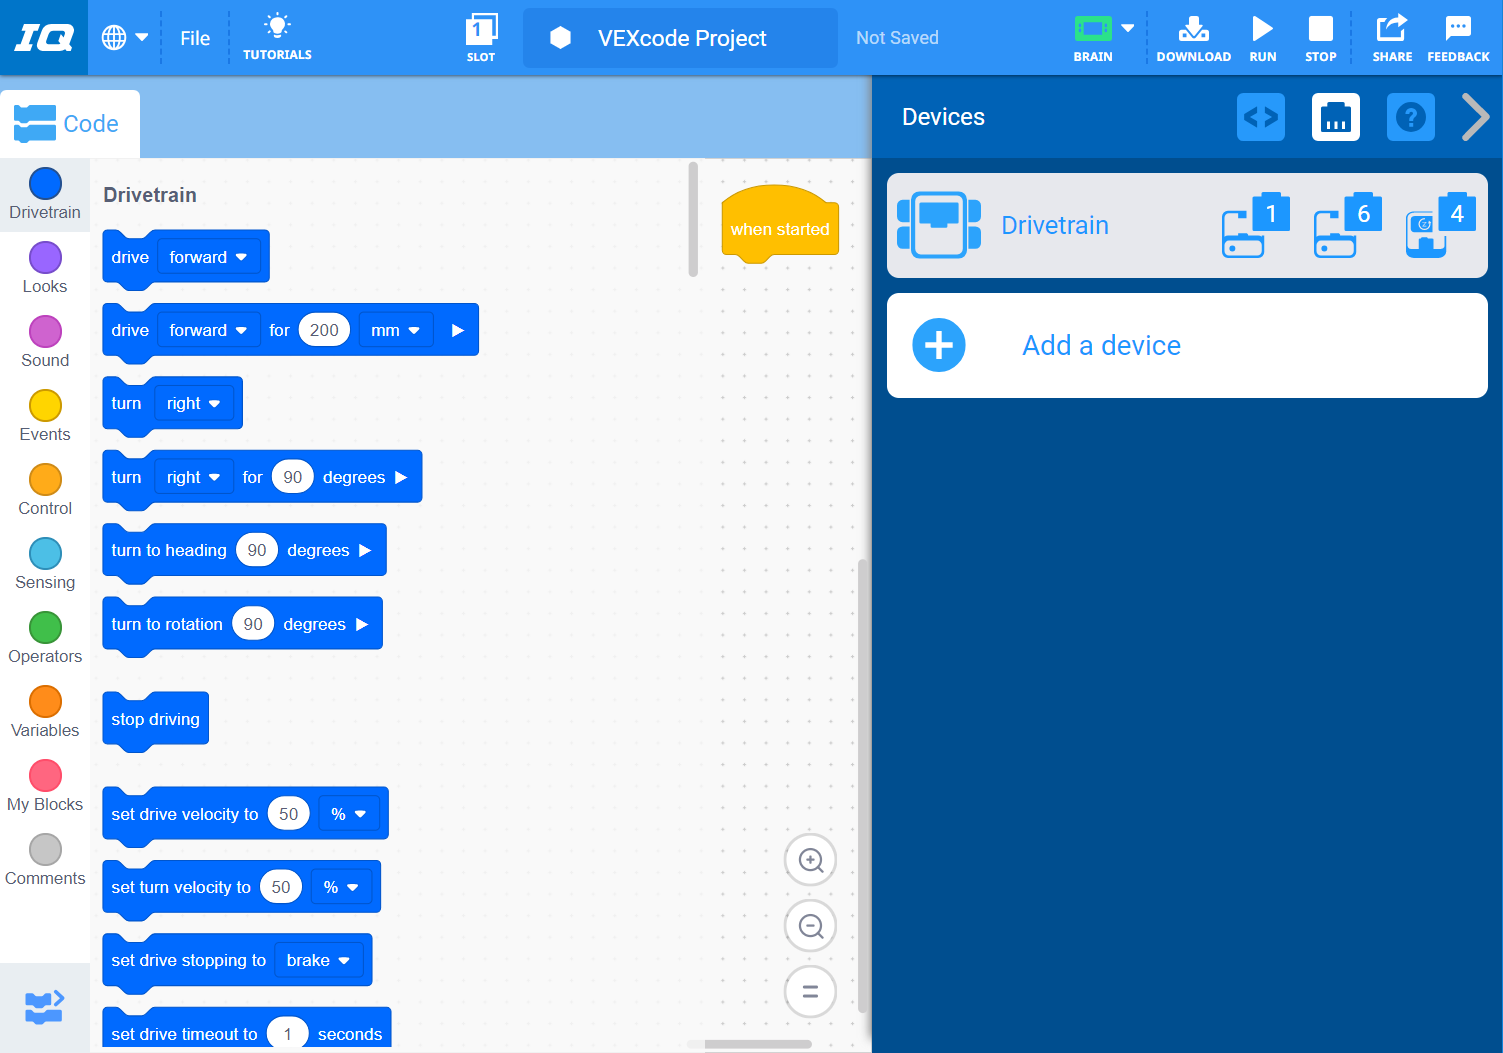 IQ
File
TUTORIALS
1
SLOT
VEXcode Project
Not Saved
BRAIN
DOWNLOAD
RUN
STOP
SHARE
FEEDBACK
Code
Devices
<>
?
Drivetrain
Looks
Sound
Events
Control
Sensing
Operators
Variables
My Blocks
Comments
Drivetrain
drive forward
drive forward for 200 mm
turn right
turn right for 90 degrees
turn to heading 90 degrees
turn to rotation 90 degrees
stop driving
set drive velocity to 50 %
set turn velocity to 50 %
set drive stopping to brake
set drive timeout to 1 seconds
when started
Drivetrain
1
6
4
Add a device